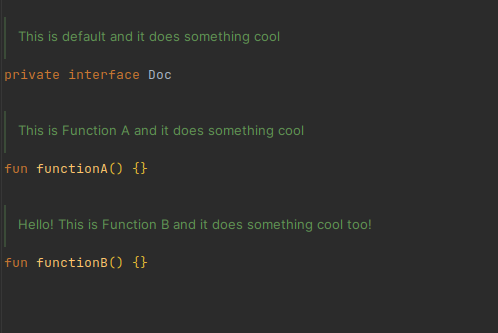 This is default and it does something cool
private interface Doc
This is Function A and it does something cool
fun functionA() {}
Hello! This is Function B and it does something cool too!
fun functionB() {}